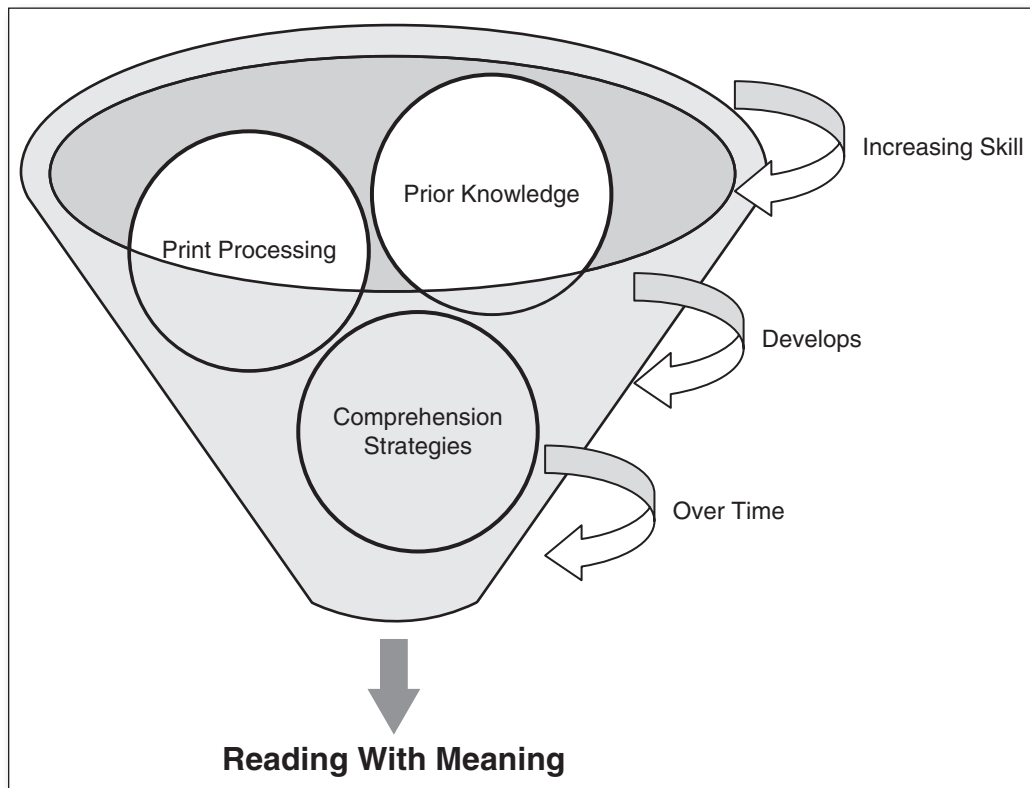 Increasing Skill
Prior Knowledge
Print Processing
Develops
Comprehension
Strategies
Over Time
Reading With Meaning